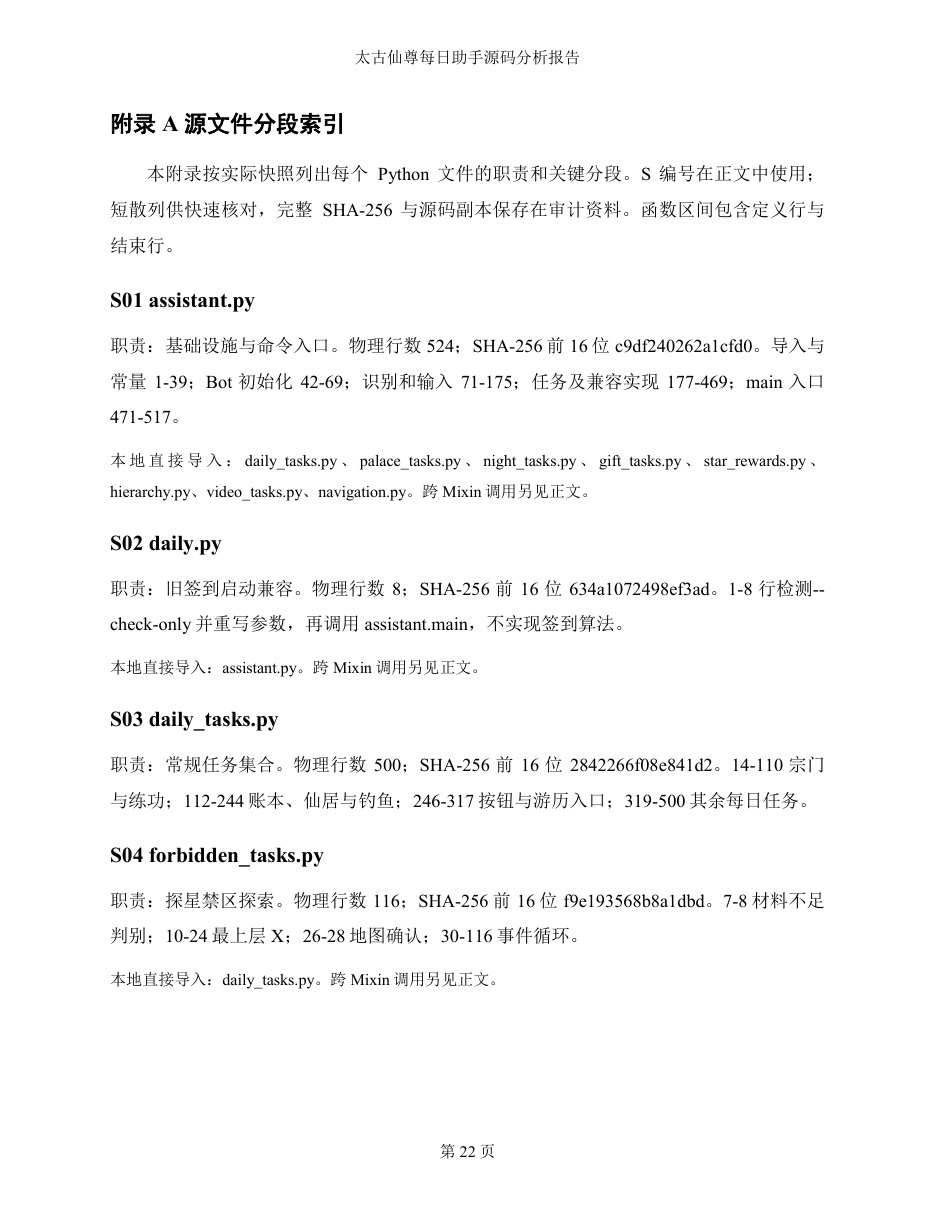 太古仙尊每日助手源码分析报告
附录 A 源文件分段索引
本附录按实际快照列出每个 Python 文件的职责和关键分段。S 编号在正文中使用；
短散列供快速核对，完整 SHA-256 与源码副本保存在审计资料。函数区间包含定义行与
结束行。
S01 assistant.py
职责：基础设施与命令入口。物理行数 524；SHA-256 前 16 位 c9df240262a1cfd0。导入与
常量 1-39；Bot 初始化 42-69；识别和输入 71-175；任务及兼容实现 177-469；main 入口
471-517。
本地直接导入：daily_tasks.py、palace_tasks.py、night_tasks.py、gift_tasks.py、star_rewards.py、
hierarchy.py、video_tasks.py、navigation.py。跨 Mixin 调用另见正文。
S02 daily.py
职责：旧签到启动兼容。物理行数 8；SHA-256 前 16 位 634a1072498ef3ad。1-8 行检测--
check-only 并重写参数，再调用 assistant.main，不实现签到算法。
本地直接导入：assistant.py。跨 Mixin 调用另见正文。
S03 daily_tasks.py
职责：常规任务集合。物理行数 500；SHA-256 前 16 位 2842266f08e841d2。14-110 宗门
与练功；112-244 账本、仙居与钓鱼；246-317 按钮与游历入口；319-500 其余每日任务。
S04 forbidden_tasks.py
职责：探星禁区探索。物理行数 116；SHA-256 前 16 位 f9e193568b8a1dbd。7-8 材料不足
判别；10-24 最上层 X；26-28 地图确认；30-116 事件循环。
本地直接导入：daily_tasks.py。跨 Mixin 调用另见正文。
第 22 页